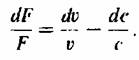 dF/F = dv/v − dc/c.